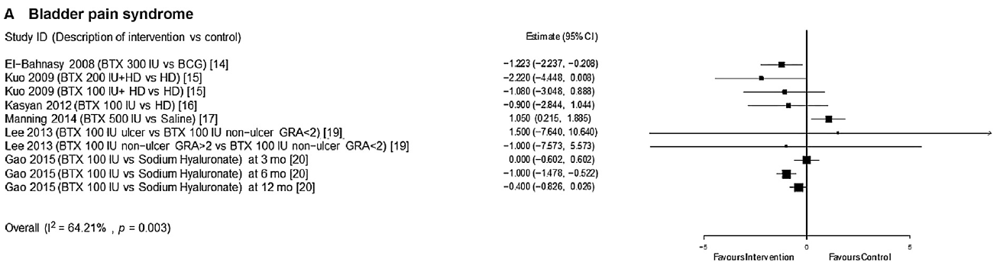 A Bladder pain syndrome
Study ID (Description of intervention vs control) Estimate (95% CI)
El-Bahnasy 2008 (BTX 300 IU vs BCG) [14] −1.223 (−2.237, −0.208)
Kuo 2009 (BTX 200 IU+HD vs HD) [15] −2.220 (−4.448, 0.008)
Kuo 2009 (BTX 100 IU+ HD vs HD) [15] −1.080 (−3.048, 0.888)
Kasyan 2012 (BTX 100 IU vs HD) [16] −0.900 (−2.844, 1.044)
Manning 2014 (BTX 500 IU vs Saline) [17] 1.050 (0.215, 1.885)
Lee 2013 (BTX 100 IU ulcer vs BTX 100 IU non-ulcer GRA<2) [19] 1.500 (−7.640, 10.640)
Lee 2013 (BTX 100 IU non-ulcer GRA>2 vs BTX 100 IU non-ulcer GRA<2) [19] −1.000 (−7.573, 5.573)
Gao 2015 (BTX 100 IU vs Sodium Hyaluronate) at 3 mo [20] 0.000 (−0.602, 0.602)
Gao 2015 (BTX 100 IU vs Sodium Hyaluronate) at 6 mo [20] −1.000 (−1.478, −0.522)
Gao 2015 (BTX 100 IU vs Sodium Hyaluronate) at 12 mo [20] −0.400 (−0.826, 0.026)
Overall (I² = 64.21% , p = 0.003)
−5 0 5
Favours Intervention Favours Control